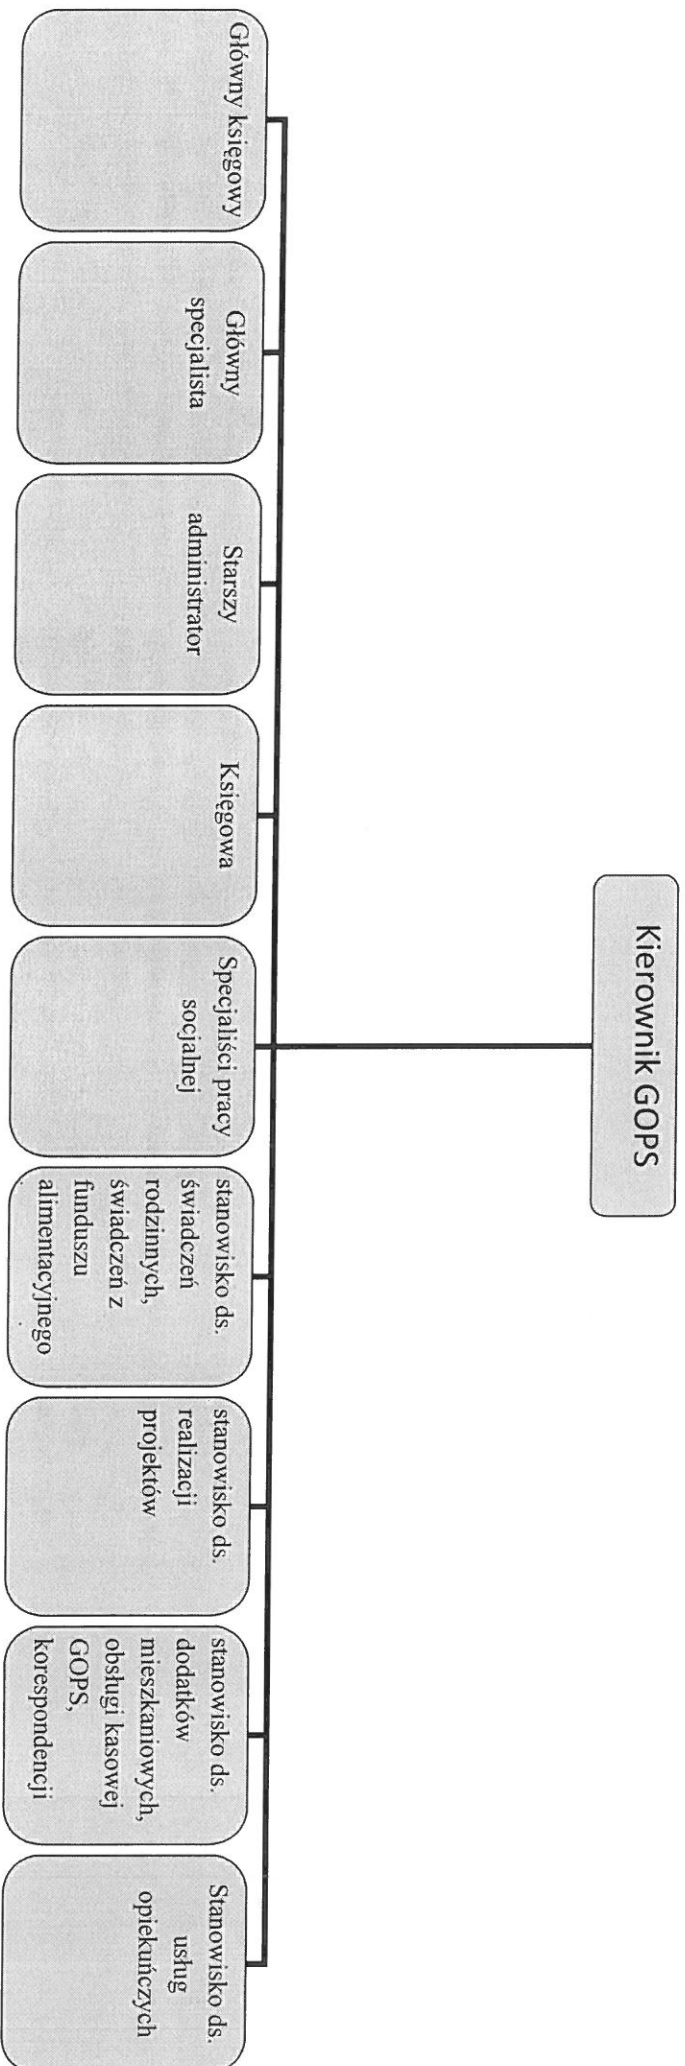 Kierownik GOPS
Główny księgowy
Główny
specjalista
Starszy
administrator
Księgowa
Specjaliści pracy
socjalnej
stanowisko ds.
świadczeń
rodzinnych,
świadczeń z
funduszu
alimentacyjnego
stanowisko ds.
realizacji
projektów
stanowisko ds.
dodatków
mieszkaniowych,
obsługi kasowej
GOPS,
korespondencji
Stanowisko ds.
usług
opiekuńczych